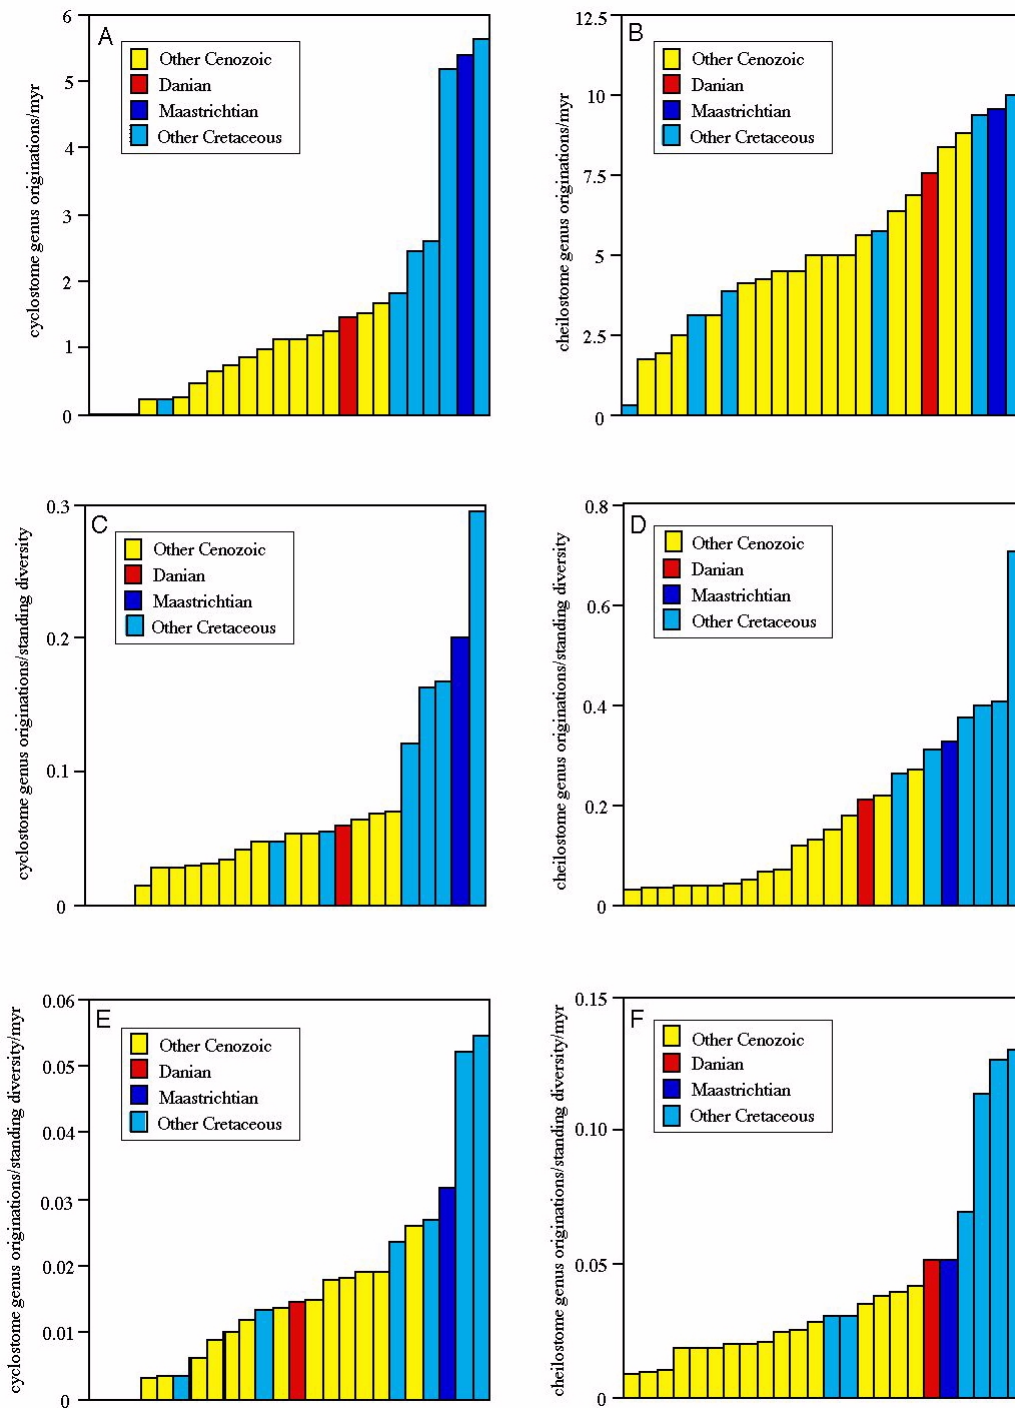 A
cyclostome genus originations/myr
6
5
4
3
2
1
0
Other Cenozoic
Danian
Maastrichtian
Other Cretaceous
B
cheilostome genus originations/myr
12.5
10
7.5
5
2.5
0
Other Cenozoic
Danian
Maastrichtian
Other Cretaceous
C
cyclostome genus originations/standing diversity
0.3
0.2
0.1
0
Other Cenozoic
Danian
Maastrichtian
Other Cretaceous
D
cheilostome genus originations/standing diversity
0.8
0.6
0.4
0.2
0
Other Cenozoic
Danian
Maastrichtian
Other Cretaceous
E
cyclostome genus originations/standing diversity/myr
0.06
0.05
0.04
0.03
0.02
0.01
0
Other Cenozoic
Danian
Maastrichtian
Other Cretaceous
F
cheilostome genus originations/standing diversity/myr
0.15
0.10
0.05
0
Other Cenozoic
Danian
Maastrichtian
Other Cretaceous